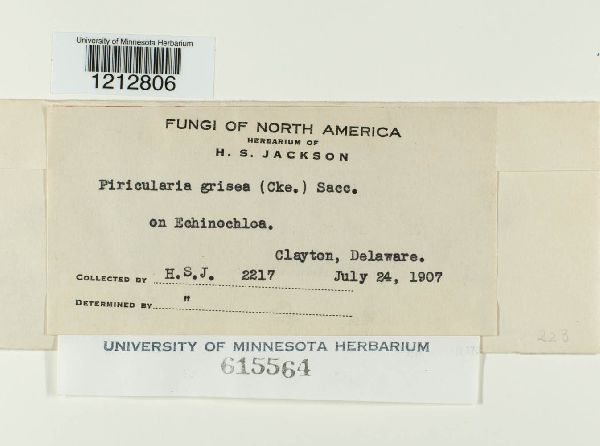 University of Minnesota Herbarium
1212806
FUNGI OF NORTH AMERICA
HERBARIUM OF
H. S. JACKSON
Piricularia grisea (Cke.) Sacc.
on Echinochloa.
Clayton, Delaware.
COLLECTED BY H.S.J. 2217 July 24, 1907
DETERMINED BY "
UNIVERSITY OF MINNESOTA HERBARIUM
615564
223